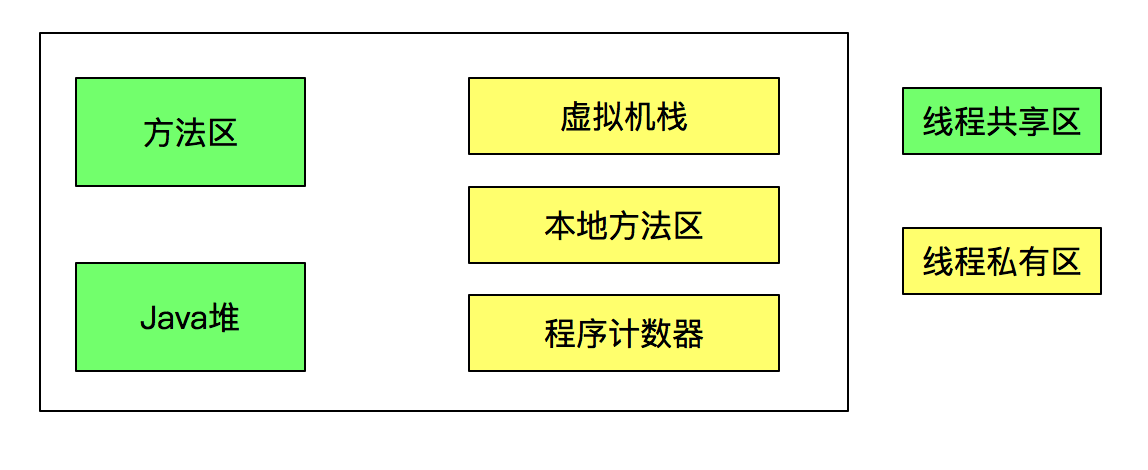 方法区
Java堆
虚拟机栈
本地方法区
程序计数器
线程共享区
线程私有区